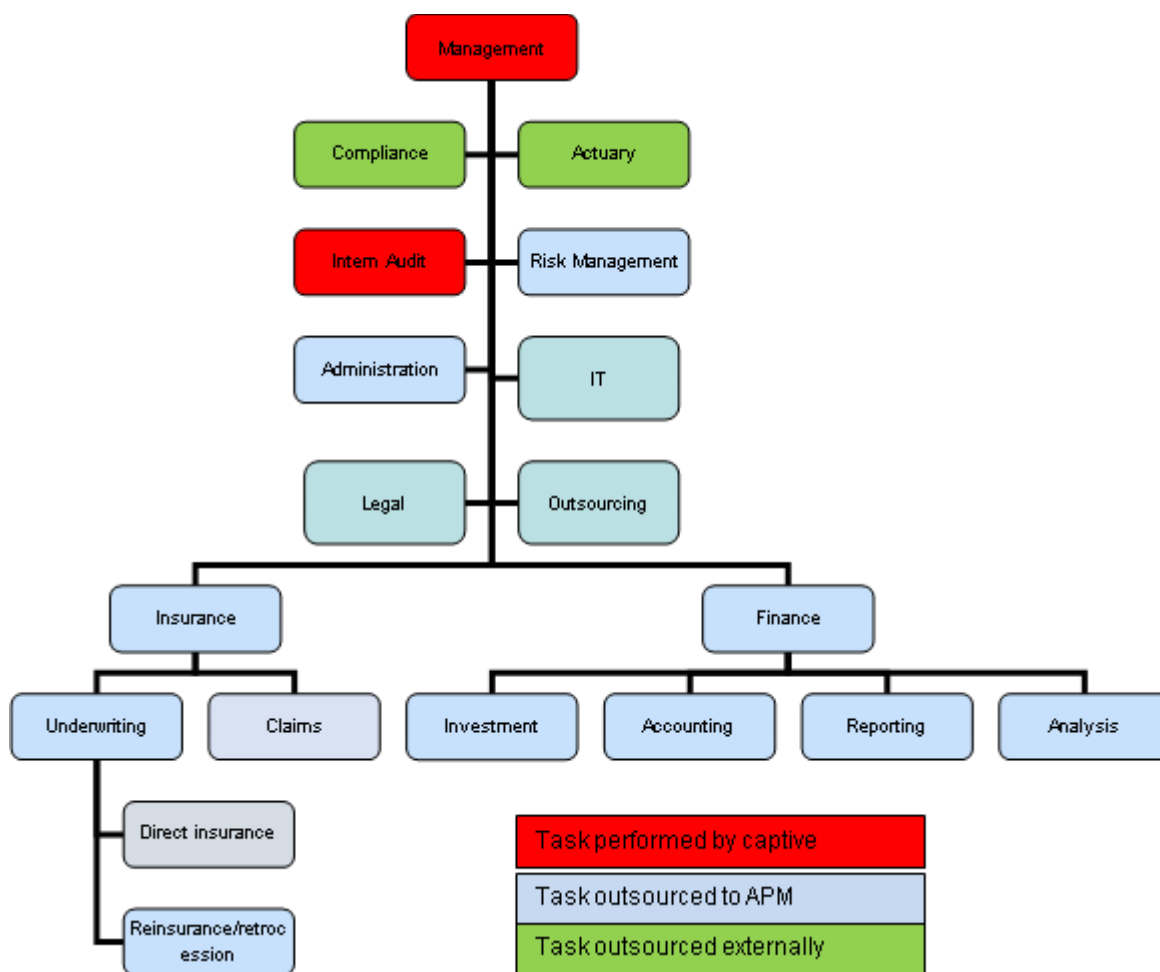 Management
Compliance
Actuary
Intern Audit
Risk Management
Administration
IT
Legal
Outsourcing
Insurance
Finance
Underwriting
Claims
Investment
Accounting
Reporting
Analysis
Direct insurance
Reinsurance/retroc
ession
Task performed by captive
Task outsourced to APM
Task outsourced externally